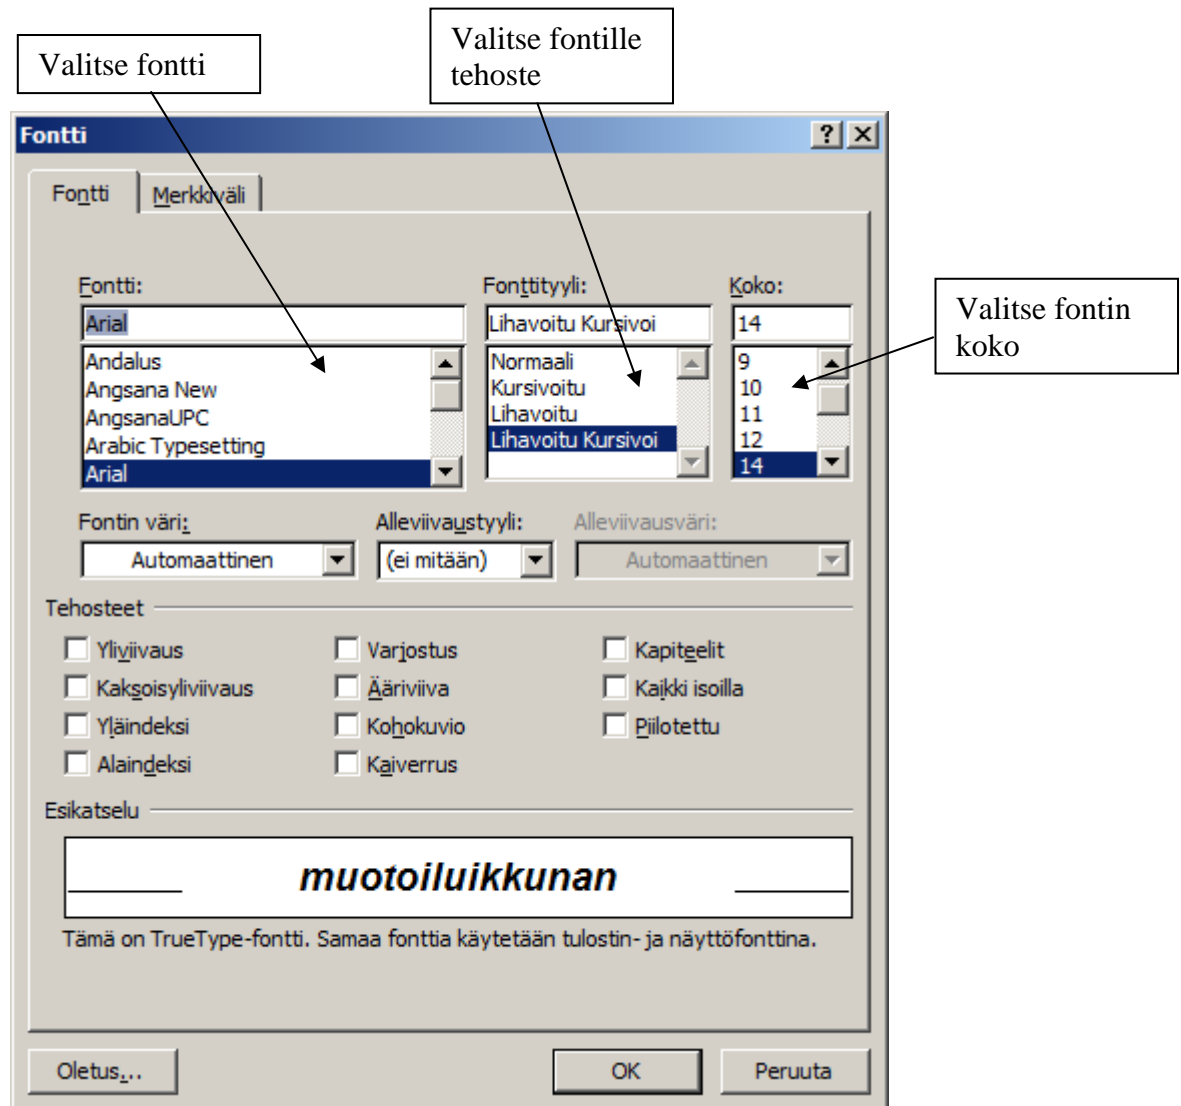 Valitse fontti
Valitse fontille
tehoste
Fontti
Fontti
Merkkiväli
Fontti:
Fonttityyli:
Koko:
Arial
Lihavoitu Kursivoi
14
Andalus
Angsana New
AngsanaUPC
Arabic Typesetting
Arial
Normaali
Kursivoitu
Lihavoitu
Lihavoitu Kursivoi
9
10
11
12
14
Valitse fontin
koko
Fontin väri:
Alleviivaustyyli:
Alleviivausväri:
Automaattinen
(ei mitään)
Automaattinen
Tehosteet
Yliviivaus
Varjostus
Kapiteelit
Kaksoisyliviivaus
Ääriviiva
Kaikki isoilla
Yläindeksi
Kohokuvio
Piilotettu
Alaindeksi
Kaiverrus
Esikatselu
muotoiluikkunan
Tämä on TrueType-fontti. Samaa fonttia käytetään tulostin- ja näyttöfonttina.
Oletus...
OK
Peruuta